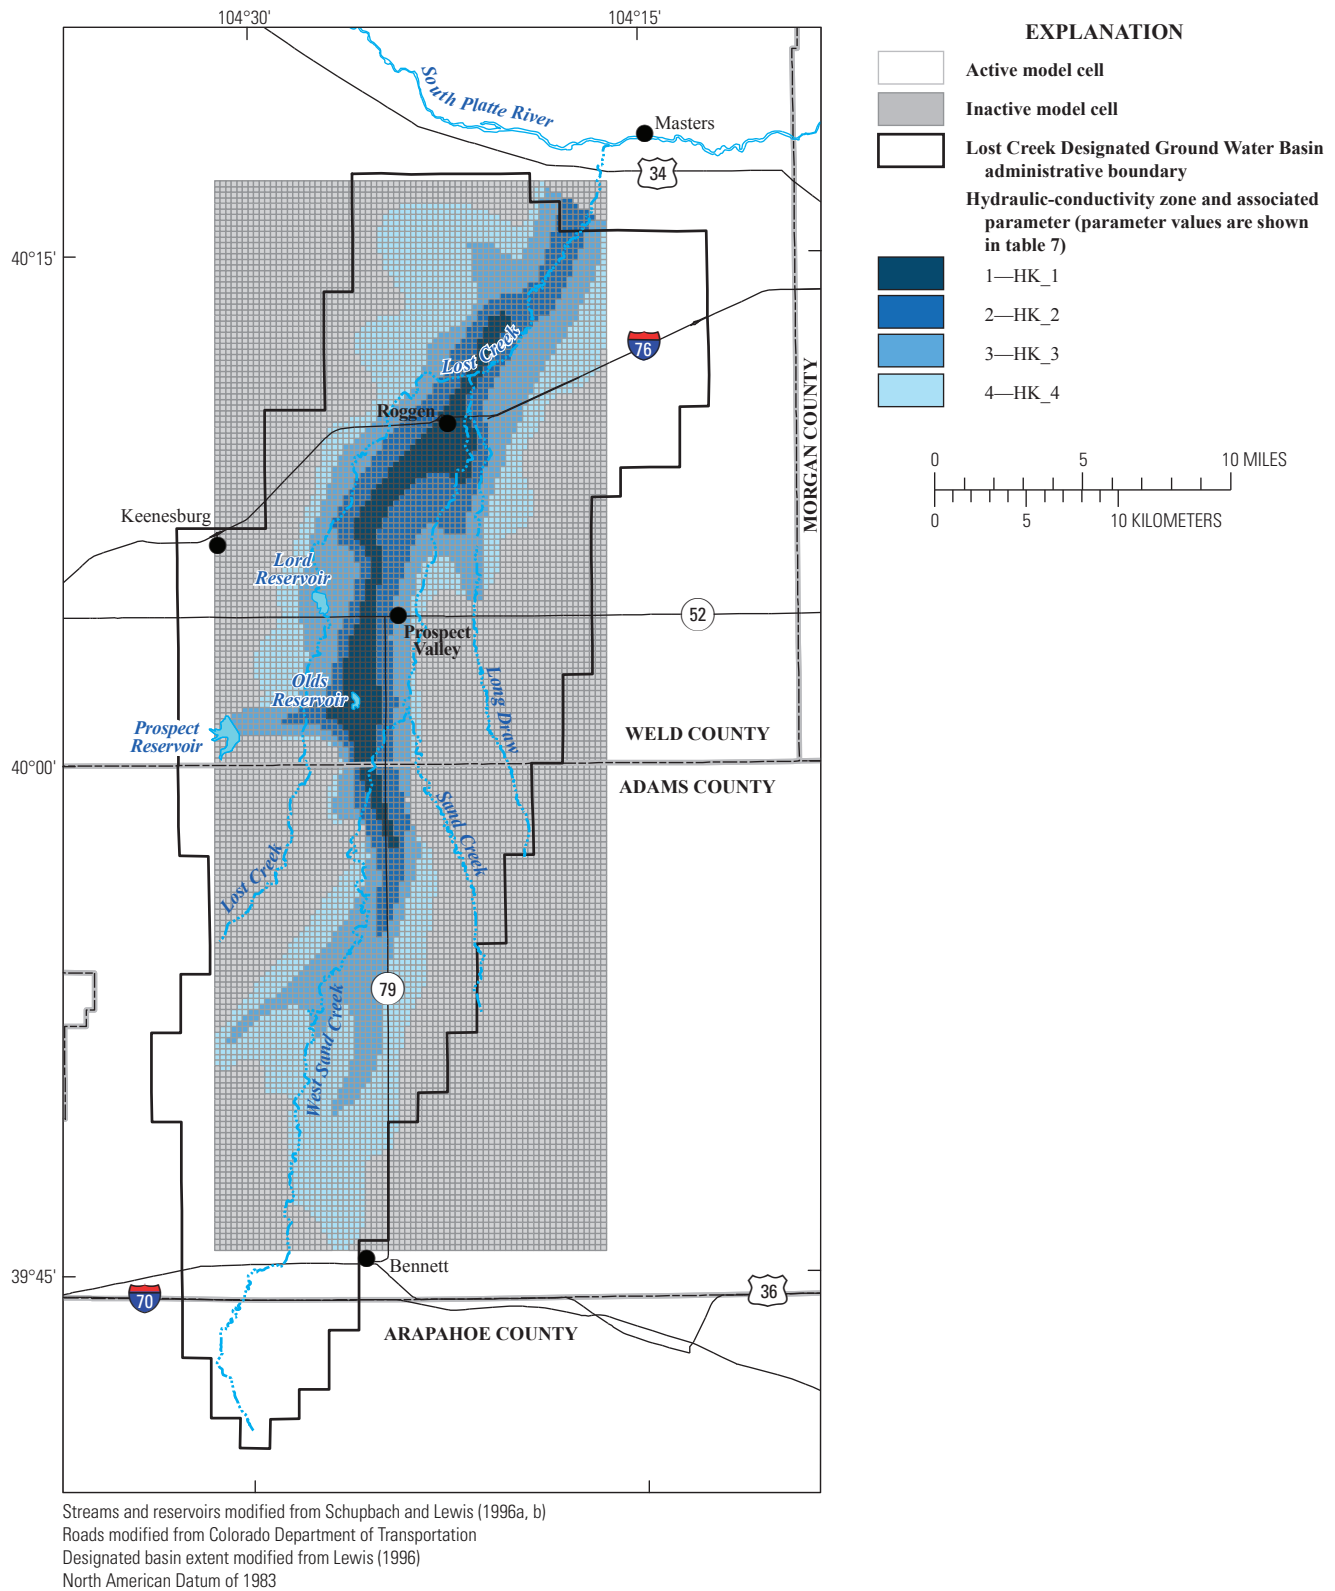 104°30'
104°15'
South Platte River
Masters
34
40°15'
Lost Creek
76
Roggen
MORGAN COUNTY
Keenesburg
Lord
Reservoir
52
Prospect
Valley
Olds
Reservoir
Long Draw
Prospect
Reservoir
WELD COUNTY
40°00'
ADAMS COUNTY
Sand Creek
Lost Creek
79
West Sand Creek
Bennett
39°45'
70
36
ARAPAHOE COUNTY
EXPLANATION
Active model cell
Inactive model cell
Lost Creek Designated Ground Water Basin
administrative boundary
Hydraulic-conductivity zone and associated
parameter (parameter values are shown
in table 7)
1—HK_1
2—HK_2
3—HK_3
4—HK_4
0 5 10 MILES
0 5 10 KILOMETERS
Streams and reservoirs modified from Schupbach and Lewis (1996a, b)
Roads modified from Colorado Department of Transportation
Designated basin extent modified from Lewis (1996)
North American Datum of 1983